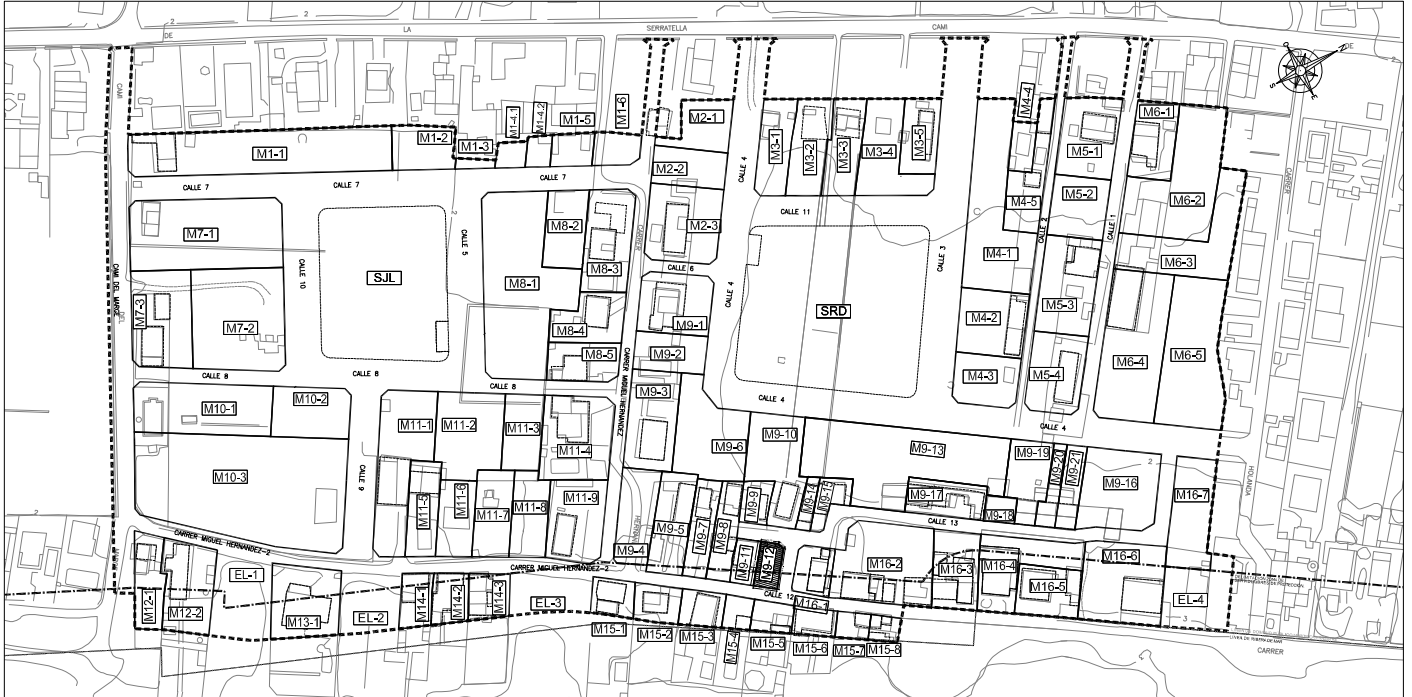 2
2
DE
LA
SERRATELLA
CAMI
DE
N
O
S
E
CAMI
M1-1
M1-2
M1-3
M1-4.1
M1-4.2
M1-5
M1-6
M2-1
M2-2
M2-3
M3-1
M3-2
M3-3
M3-4
M3-5
M4-4
M4-5
M5-1
M5-2
M6-1
M6-2
M6-3
CARRER
CALLE 7
CALLE 7
CALLE 7
CALLE 4
CALLE 11
CALLE 2
CALLE 1
CALLE 3
M7-1
M7-2
M7-3
CALLE 10
SJL
CALLE 5
2
M8-1
M8-2
M8-3
M8-4
M8-5
CARRER
CALLE 6
CALLE 4
SRD
M4-1
M4-2
M4-3
M5-3
M5-4
M6-4
M6-5
CAMI DEL MARGE
DEL
M9-1
M9-2
M9-3
CARRER MIGUEL HERNANDEZ
CALLE 8
CALLE 8
CALLE 8
CALLE 4
CALLE 4
M10-1
M10-2
M10-3
CALLE 9
M11-1
M11-2
M11-3
M11-4
M11-5
M11-6
M11-7
M11-8
M11-9
HERNAN
M9-4
M9-5
M9-6
M9-7
M9-8
M9-9
M9-10
M9-11
M9-12
M9-13
M9-14
M9-15
M9-16
M9-17
M9-18
M9-19
M9-20
M9-21
2
M16-7
HOLANDA
2
CALLE 13
CARRER MIGUEL HERNANDEZ-2
CARRER MIGUEL HERNANDEZ-2
CALLE 12
M12-1
M12-2
EL-1
M13-1
EL-2
M14-1
M14-2
M14-3
EL-3
M15-1
M15-2
M15-3
M15-4
M15-5
M15-6
M15-7
M15-8
M16-1
M16-2
M16-3
M16-4
M16-5
M16-6
EL-4
3
CARRER